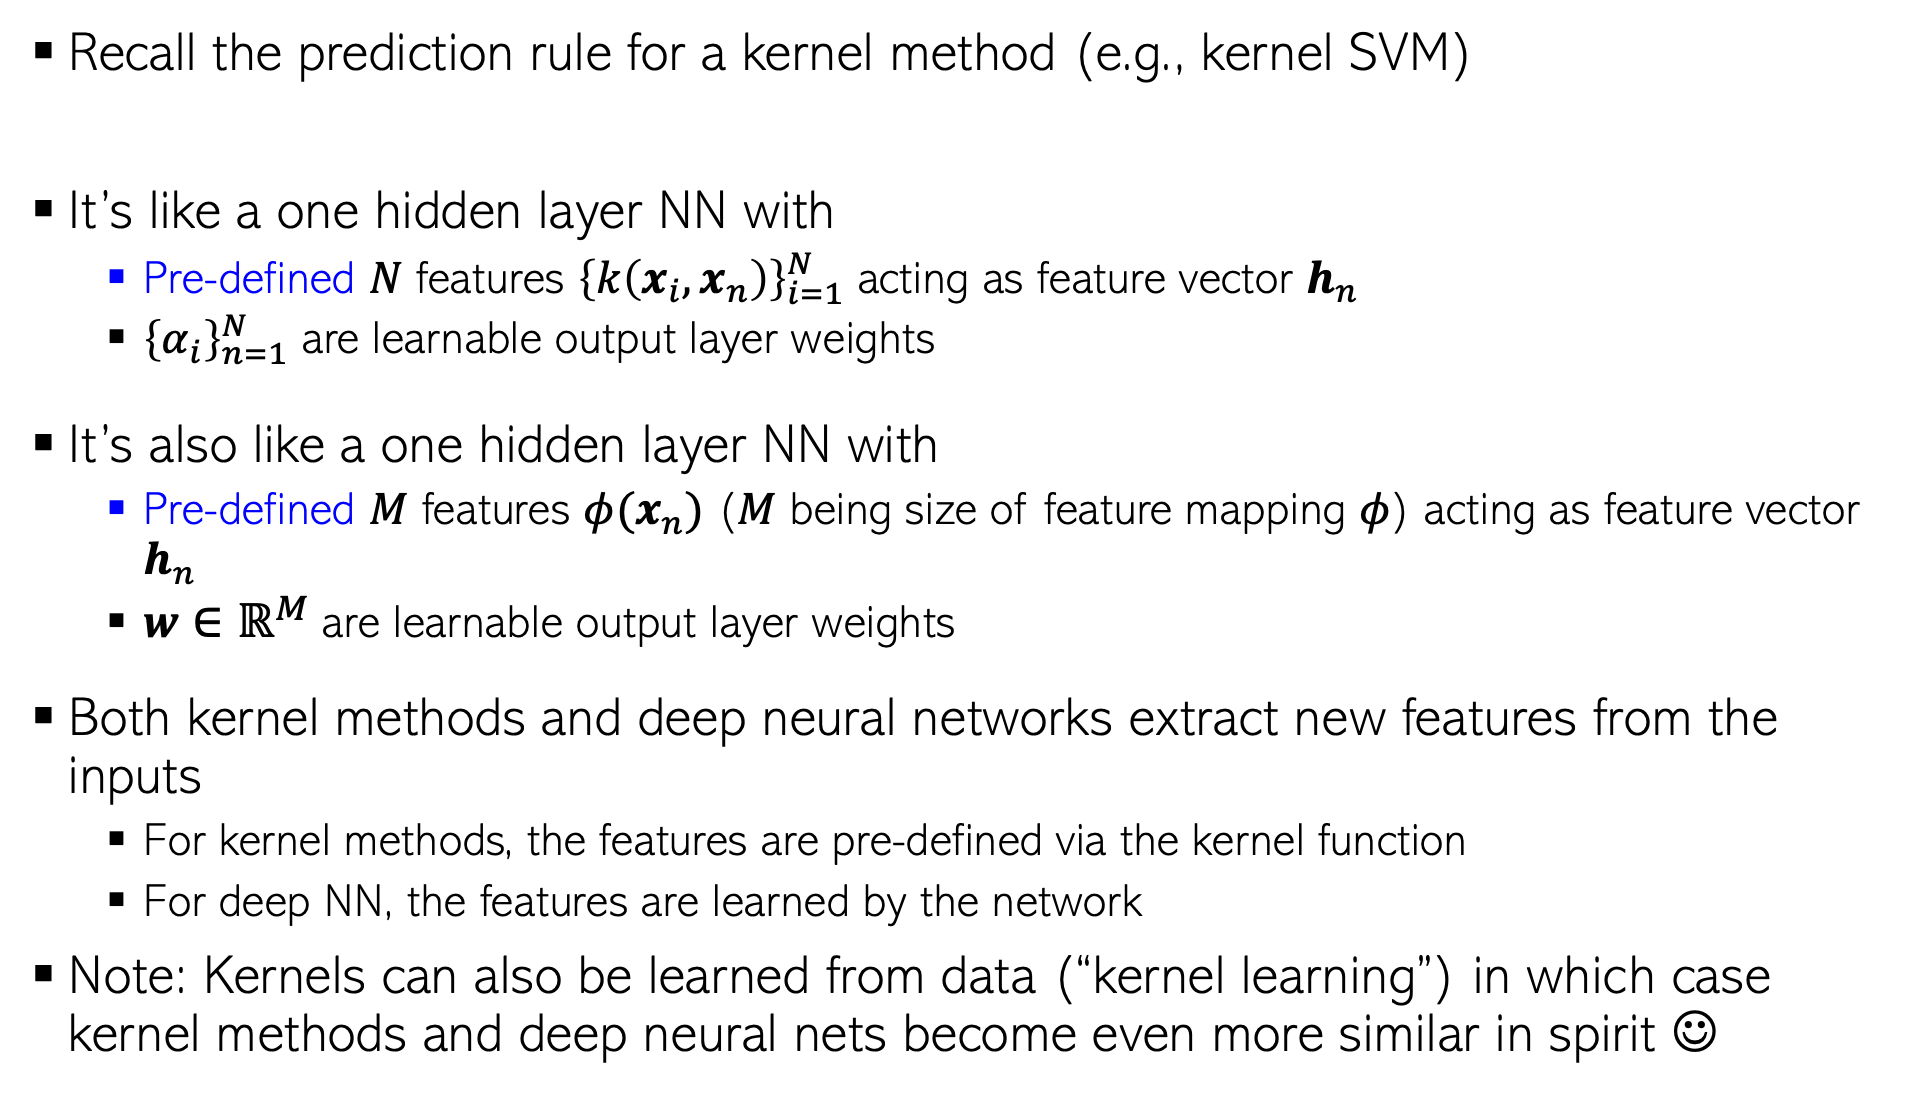 ▪ Recall the prediction rule for a kernel method (e.g., kernel SVM)
▪ It's like a one hidden layer NN with
▪ Pre-defined N features {k(x_i, x_n)}_{i=1}^N acting as feature vector h_n
▪ {α_i}_{n=1}^N are learnable output layer weights
▪ It's also like a one hidden layer NN with
▪ Pre-defined M features ϕ(x_n) (M being size of feature mapping ϕ) acting as feature vector
h_n
▪ w ∈ ℝ^M are learnable output layer weights
▪ Both kernel methods and deep neural networks extract new features from the
inputs
▪ For kernel methods, the features are pre-defined via the kernel function
▪ For deep NN, the features are learned by the network
▪ Note: Kernels can also be learned from data (“kernel learning”) in which case
kernel methods and deep neural nets become even more similar in spirit ☺